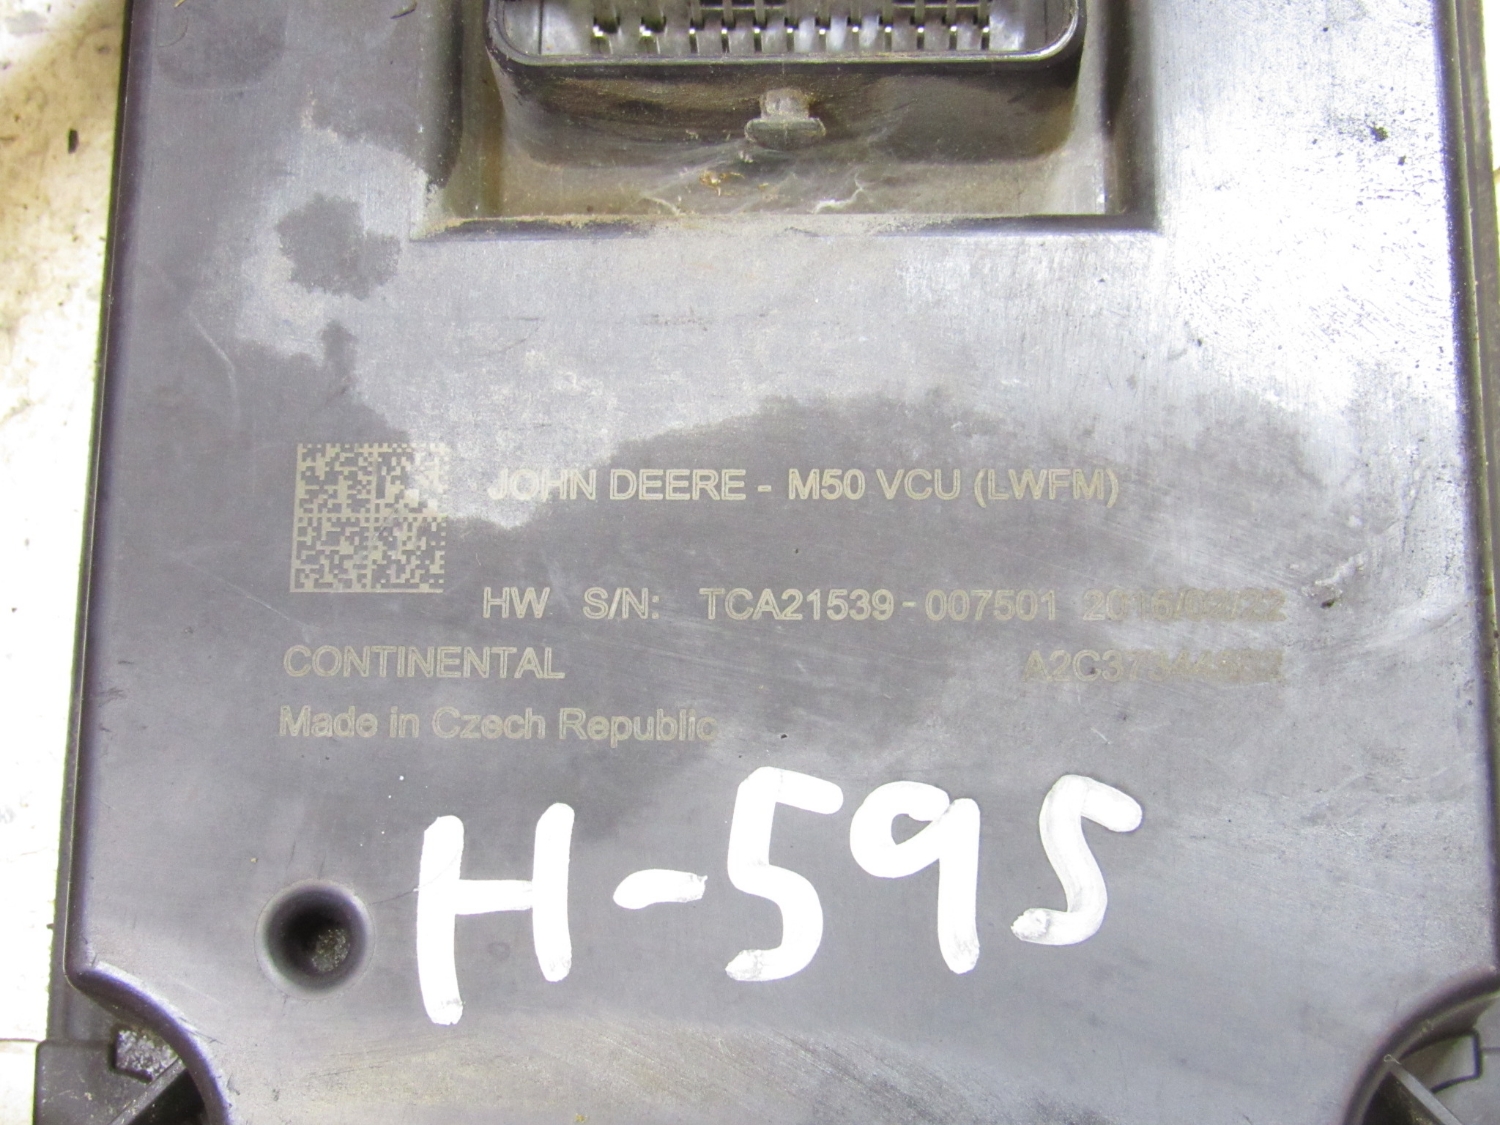 JOHN DEERE - M50 VCU (LWFM)
HW S/N: TCA21539-007501
CONTINENTAL
Made in Czech Republic
H-595